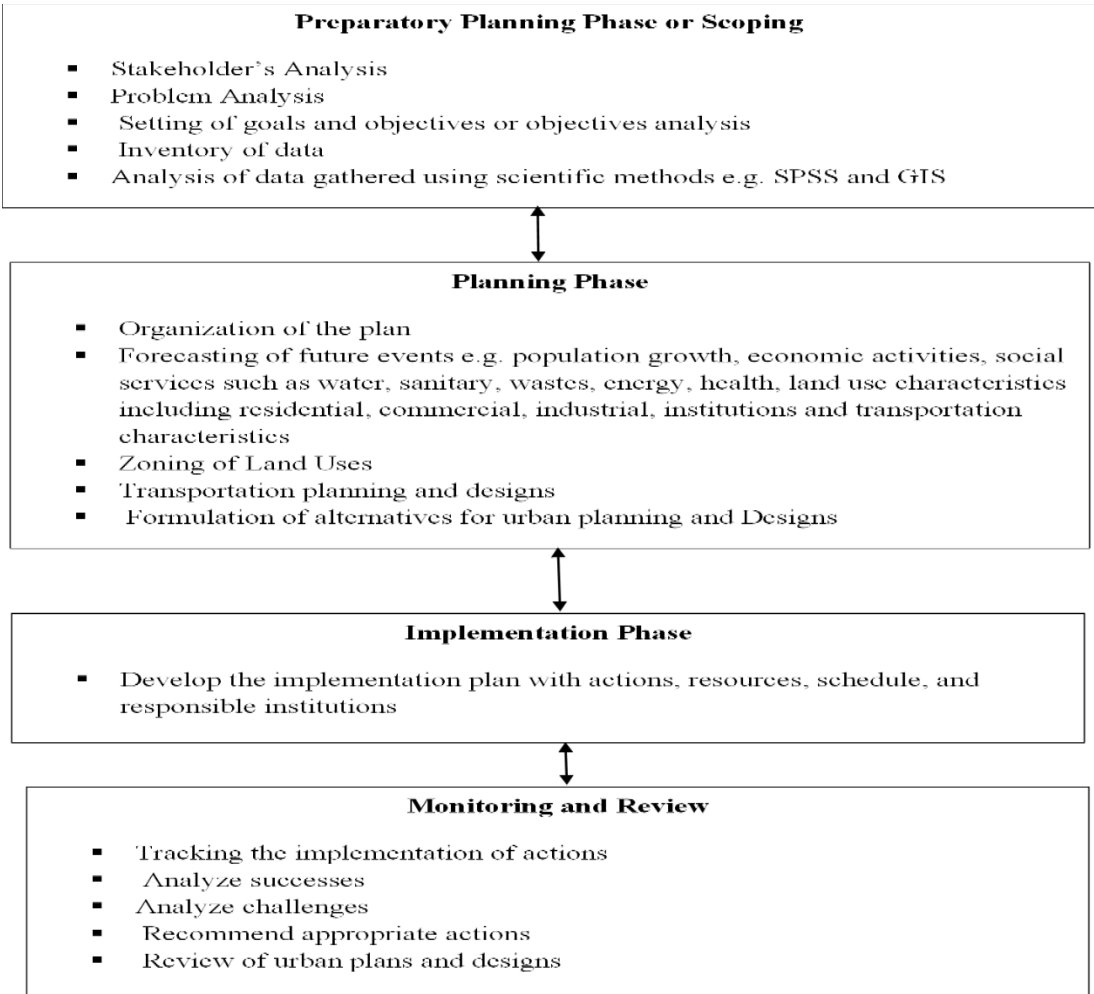 Preparatory Planning Phase or Scoping
▪ Stakeholder's Analysis
▪ Problem Analysis
▪ Setting of goals and objectives or objectives analysis
▪ Inventory of data
▪ Analysis of data gathered using scientific methods e.g. SPSS and GIS
Planning Phase
▪ Organization of the plan
▪ Forecasting of future events e.g. population growth, economic activities, social
services such as water, sanitary, wastes, energy, health, land use characteristics
including residential, commercial, industrial, institutions and transportation
characteristics
▪ Zoning of Land Uses
▪ Transportation planning and designs
▪ Formulation of alternatives for urban planning and Designs
Implementation Phase
▪ Develop the implementation plan with actions, resources, schedule, and
responsible institutions
Monitoring and Review
▪ Tracking the implementation of actions
▪ Analyze successes
▪ Analyze challenges
▪ Recommend appropriate actions
▪ Review of urban plans and designs